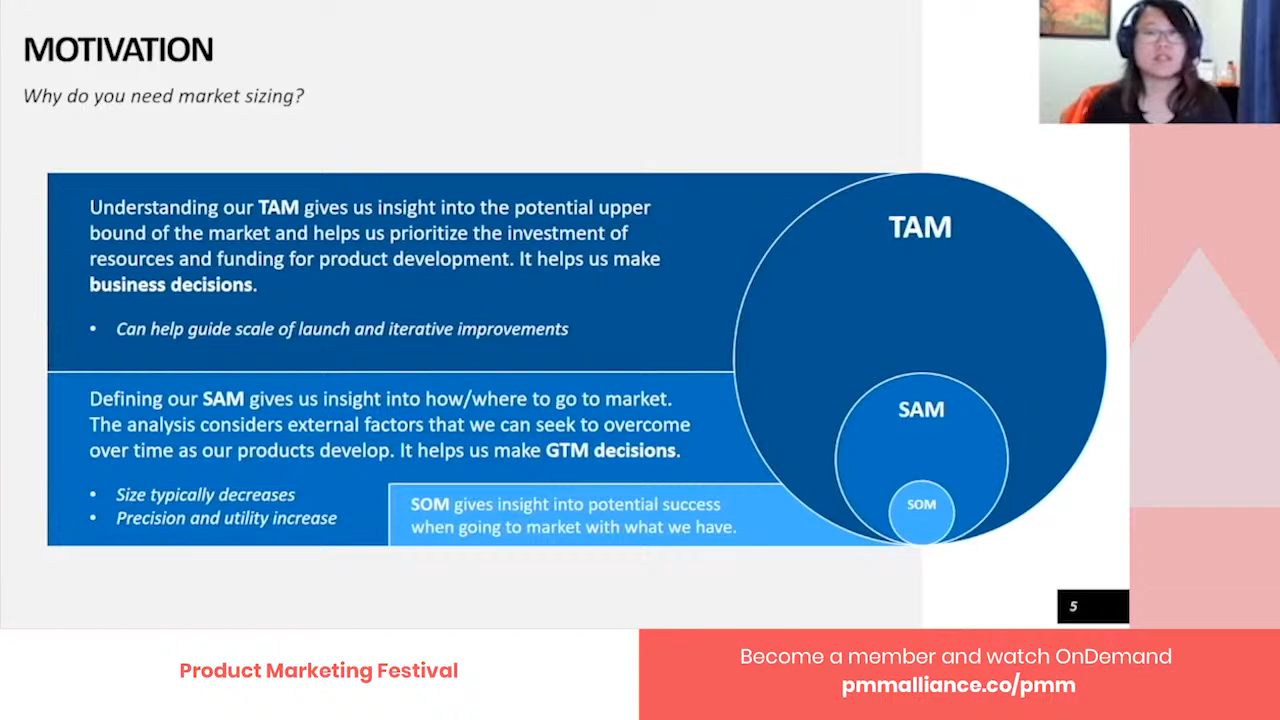 MOTIVATION
Why do you need market sizing?
Understanding our TAM gives us insight into the potential upper
bound of the market and helps us prioritize the investment of
resources and funding for product development. It helps us make
business decisions.
• Can help guide scale of launch and iterative improvements
TAM
Defining our SAM gives us insight into how/where to go to market.
The analysis considers external factors that we can seek to overcome
over time as our products develop. It helps us make GTM decisions.
• Size typically decreases
• Precision and utility increase
SAM
SOM gives insight into potential success
when going to market with what we have.
SOM
5
Product Marketing Festival
Become a member and watch OnDemand
pmmalliance.co/pmm